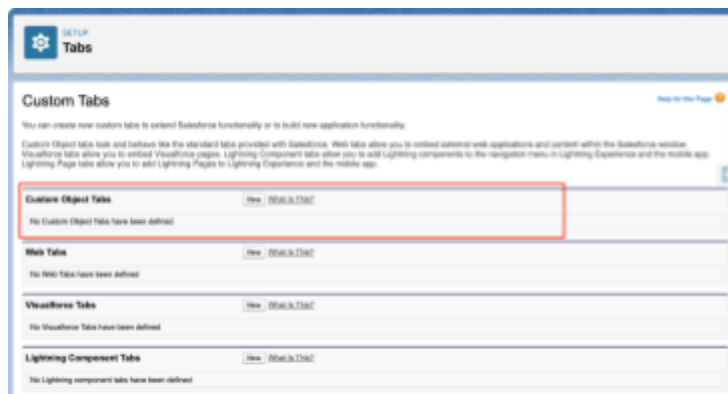 SETUP
Tabs
Custom Tabs
Help for this Page
You can create new custom tabs to extend Salesforce functionality or to build new application functionality.
Custom Object tabs look and behave like the standard tabs provided with Salesforce. Web tabs allow you to embed external web applications and content within the Salesforce window.
Visualforce tabs allow you to embed Visualforce pages. Lightning Component tabs allow you to add Lightning components to the navigation menu in Lightning Experience and the mobile app.
Lightning Page tabs allow you to add Lightning Pages to Lightning Experience and the mobile app.
Custom Object Tabs New What Is This?
No Custom Object Tabs have been defined
Web Tabs New What Is This?
No Web Tabs have been defined
Visualforce Tabs New What Is This?
No Visualforce Tabs have been defined
Lightning Component Tabs New What Is This?
No Lightning component tabs have been defined